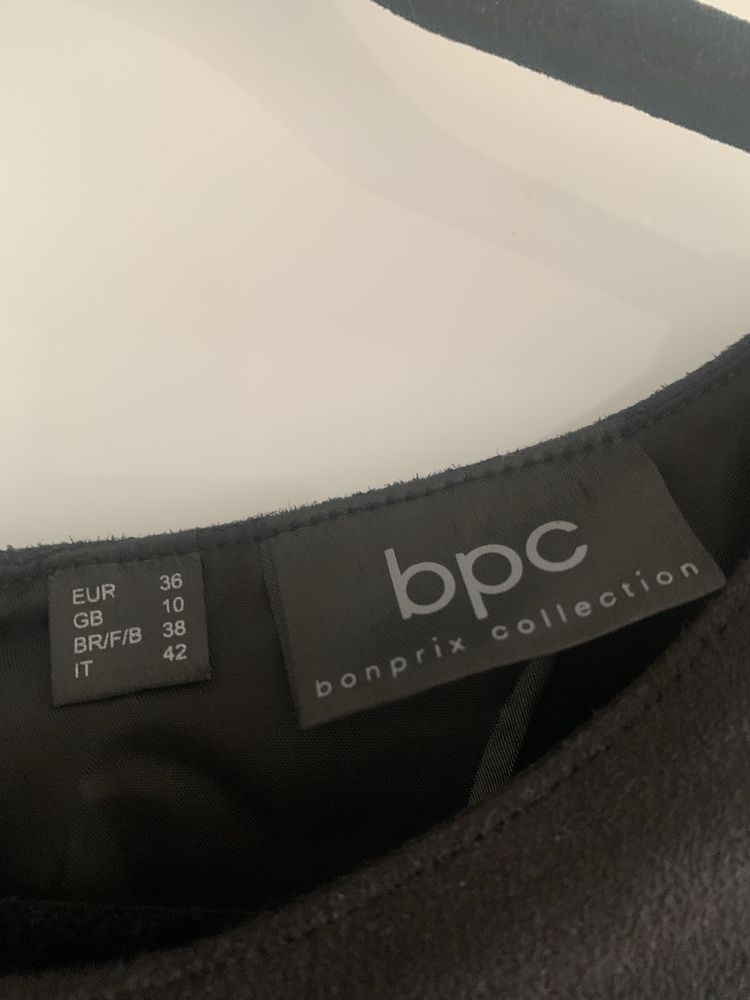 EUR 36
GB 10
BR/F/B 38
IT 42
bpc
bonprix collection